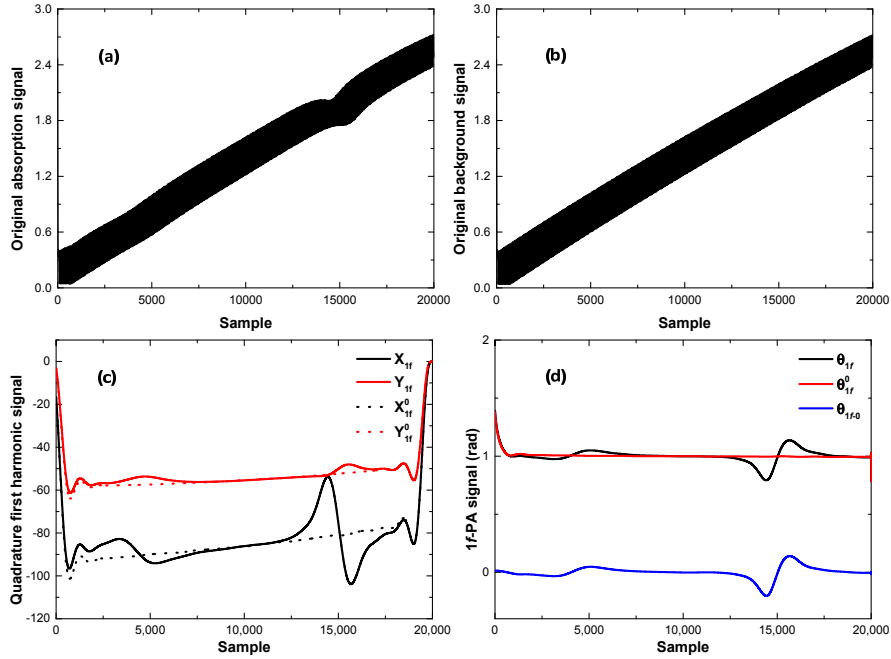 3.0
2.4
1.8
1.2
0.6
0.0
Original absorption signal
(a)
0
5000
10000
15000
20000
Sample
3.0
2.4
1.8
1.2
0.6
0.0
Original background signal
(b)
0
5000
10000
15000
20000
Sample
0
-20
-40
-60
-80
-100
-120
Quadrature first harmonic signal
(c)
X1f
Y1f
X1f0
Y1f0
0
5,000
10,000
15,000
20,000
Sample
2
1
0
1f-PA signal (rad)
(d)
θ1f
θ1f0
θ1f-0
0
5,000
10,000
15,000
20,000
Sample